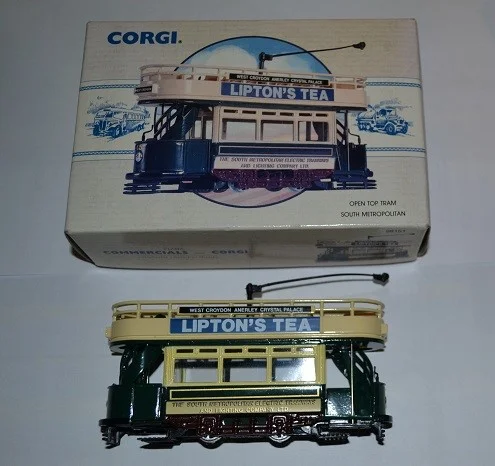 CORGI.
WEST CROYDON ANERLEY CRYSTAL PALACE
LIPTON'S TEA
THE SOUTH METROPOLITAN ELECTRIC TRAMWAYS
AND LIGHTING COMPANY LTD
OPEN TOP TRAM
SOUTH METROPOLITAN
COMMERCIALS
CORGI
WEST CROYDON ANERLEY CRYSTAL PALACE
LIPTON'S TEA
THE SOUTH METROPOLITAN ELECTRIC TRAMWAYS
AND LIGHTING COMPANY LTD